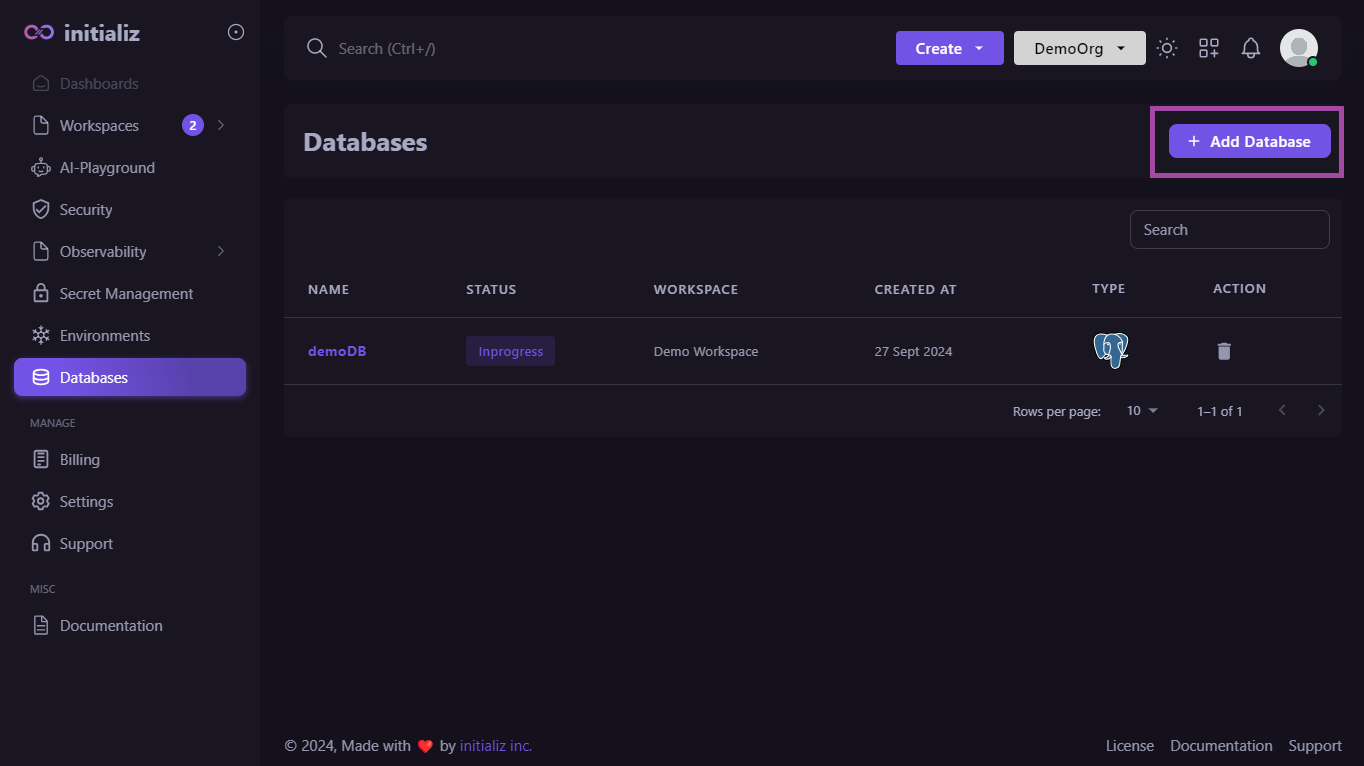 initializ
Dashboards
Workspaces 2
AI-Playground
Security
Observability
Secret Management
Environments
Databases
MANAGE
Billing
Settings
Support
MISC
Documentation
Search (Ctrl+/) Create DemoOrg
Databases + Add Database
Search
NAME STATUS WORKSPACE CREATED AT TYPE ACTION
demoDB Inprogress Demo Workspace 27 Sept 2024
Rows per page: 10 1–1 of 1
© 2024, Made with ❤️ by initializ inc. License Documentation Support